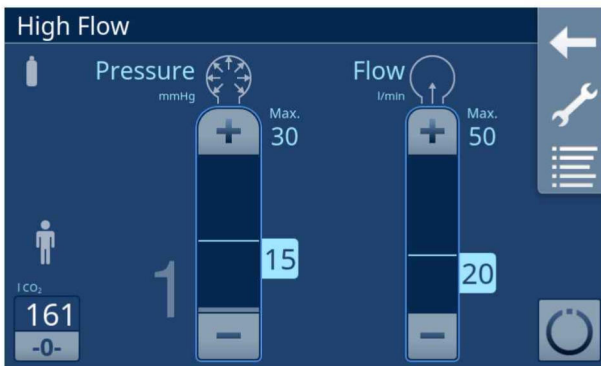 High Flow
Pressure
mmHg
Max.
30
+
Flow
l/min
Max.
50
+
15
20
1
l CO₂
161
-0-
−
−